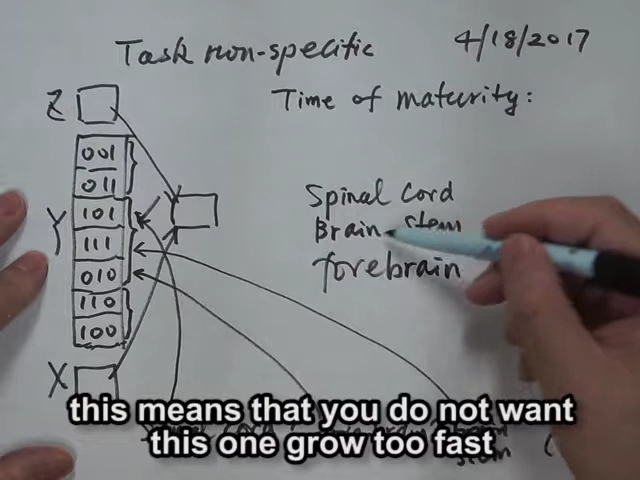 Task non-specific
4/18/2017
Z
Time of maturity:
001
011
101
Y
111
010
110
100
Spinal Cord
Brain stem
forebrain
X
this means that you do not want
this one grow too fast